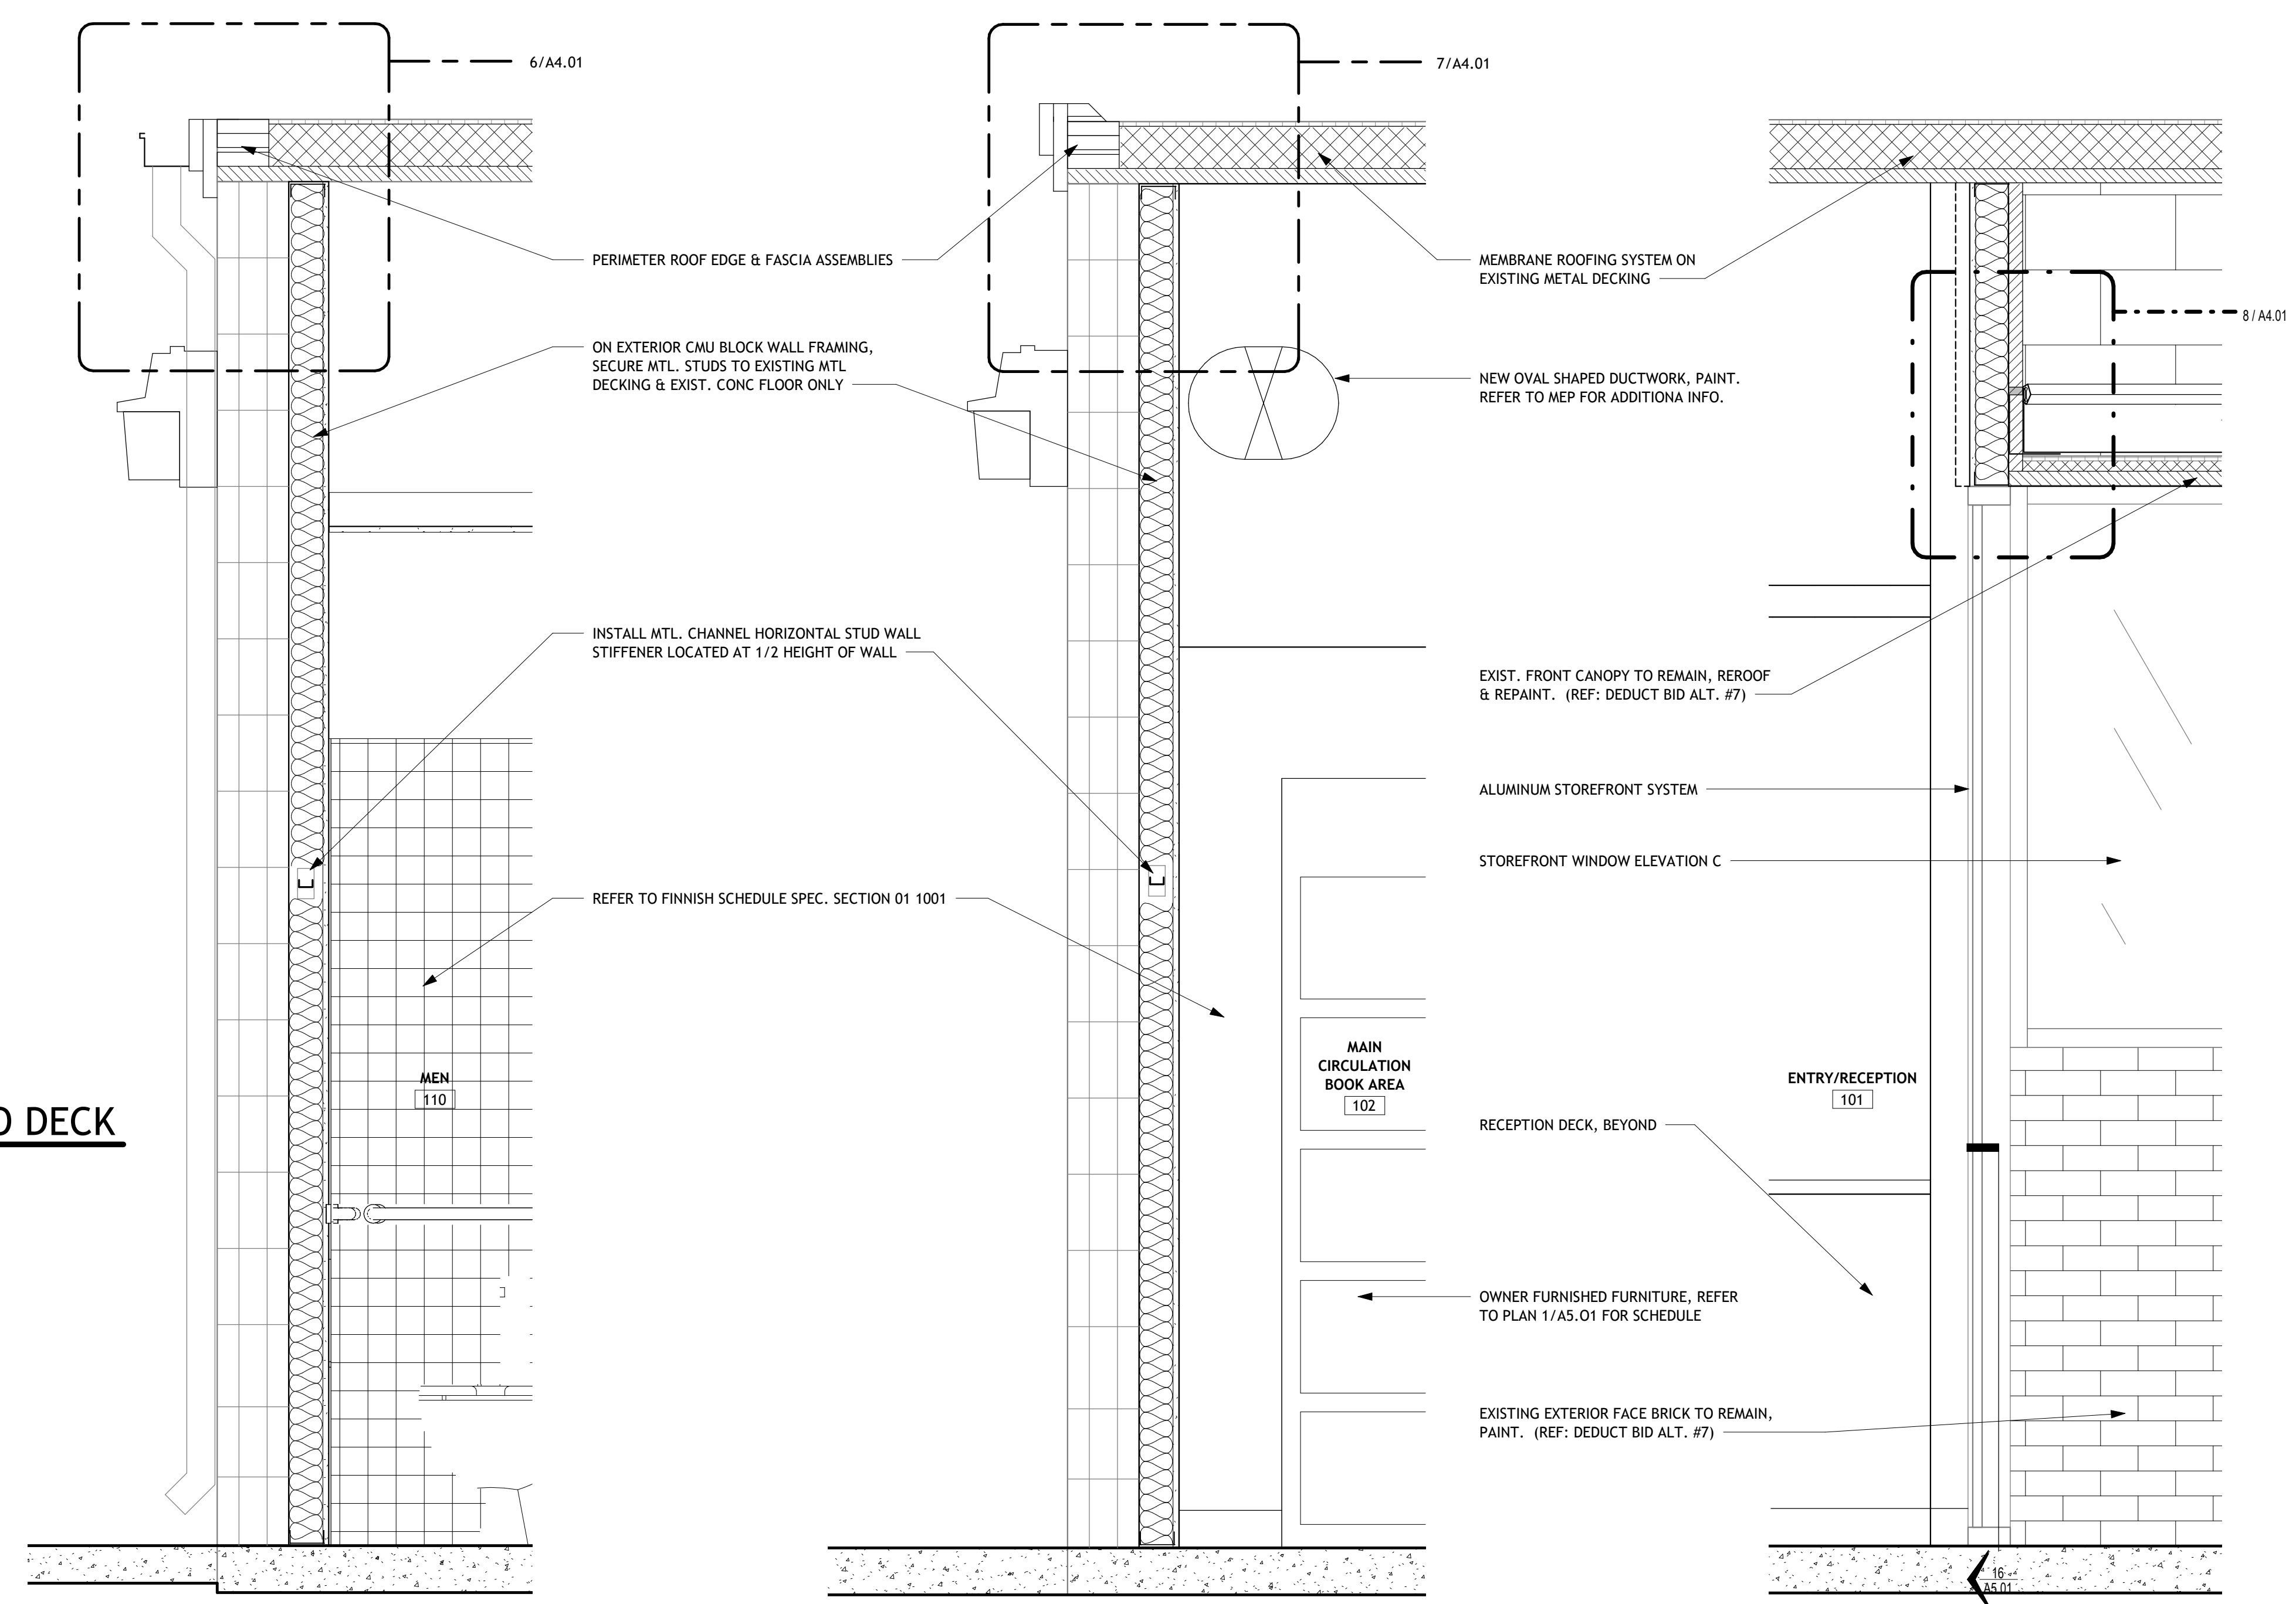 6/A4.01
7/A4.01
PERIMETER ROOF EDGE & FASCIA ASSEMBLIES
MEMBRANE ROOFING SYSTEM ON
EXISTING METAL DECKING
8 / A4.01
ON EXTERIOR CMU BLOCK WALL FRAMING,
SECURE MTL. STUDS TO EXISTING MTL
DECKING & EXIST. CONC FLOOR ONLY
NEW OVAL SHAPED DUCTWORK, PAINT.
REFER TO MEP FOR ADDITIONA INFO.
INSTALL MTL. CHANNEL HORIZONTAL STUD WALL
STIFFENER LOCATED AT 1/2 HEIGHT OF WALL
EXIST. FRONT CANOPY TO REMAIN, REROOF
& REPAINT. (REF: DEDUCT BID ALT. #7)
ALUMINUM STOREFRONT SYSTEM
STOREFRONT WINDOW ELEVATION C
REFER TO FINNISH SCHEDULE SPEC. SECTION 01 1001
MEN
110
MAIN
CIRCULATION
BOOK AREA
102
ENTRY/RECEPTION
101
DECK
RECEPTION DECK, BEYOND
OWNER FURNISHED FURNITURE, REFER
TO PLAN 1/A5.O1 FOR SCHEDULE
EXISTING EXTERIOR FACE BRICK TO REMAIN,
PAINT. (REF: DEDUCT BID ALT. #7)
16
A5.01